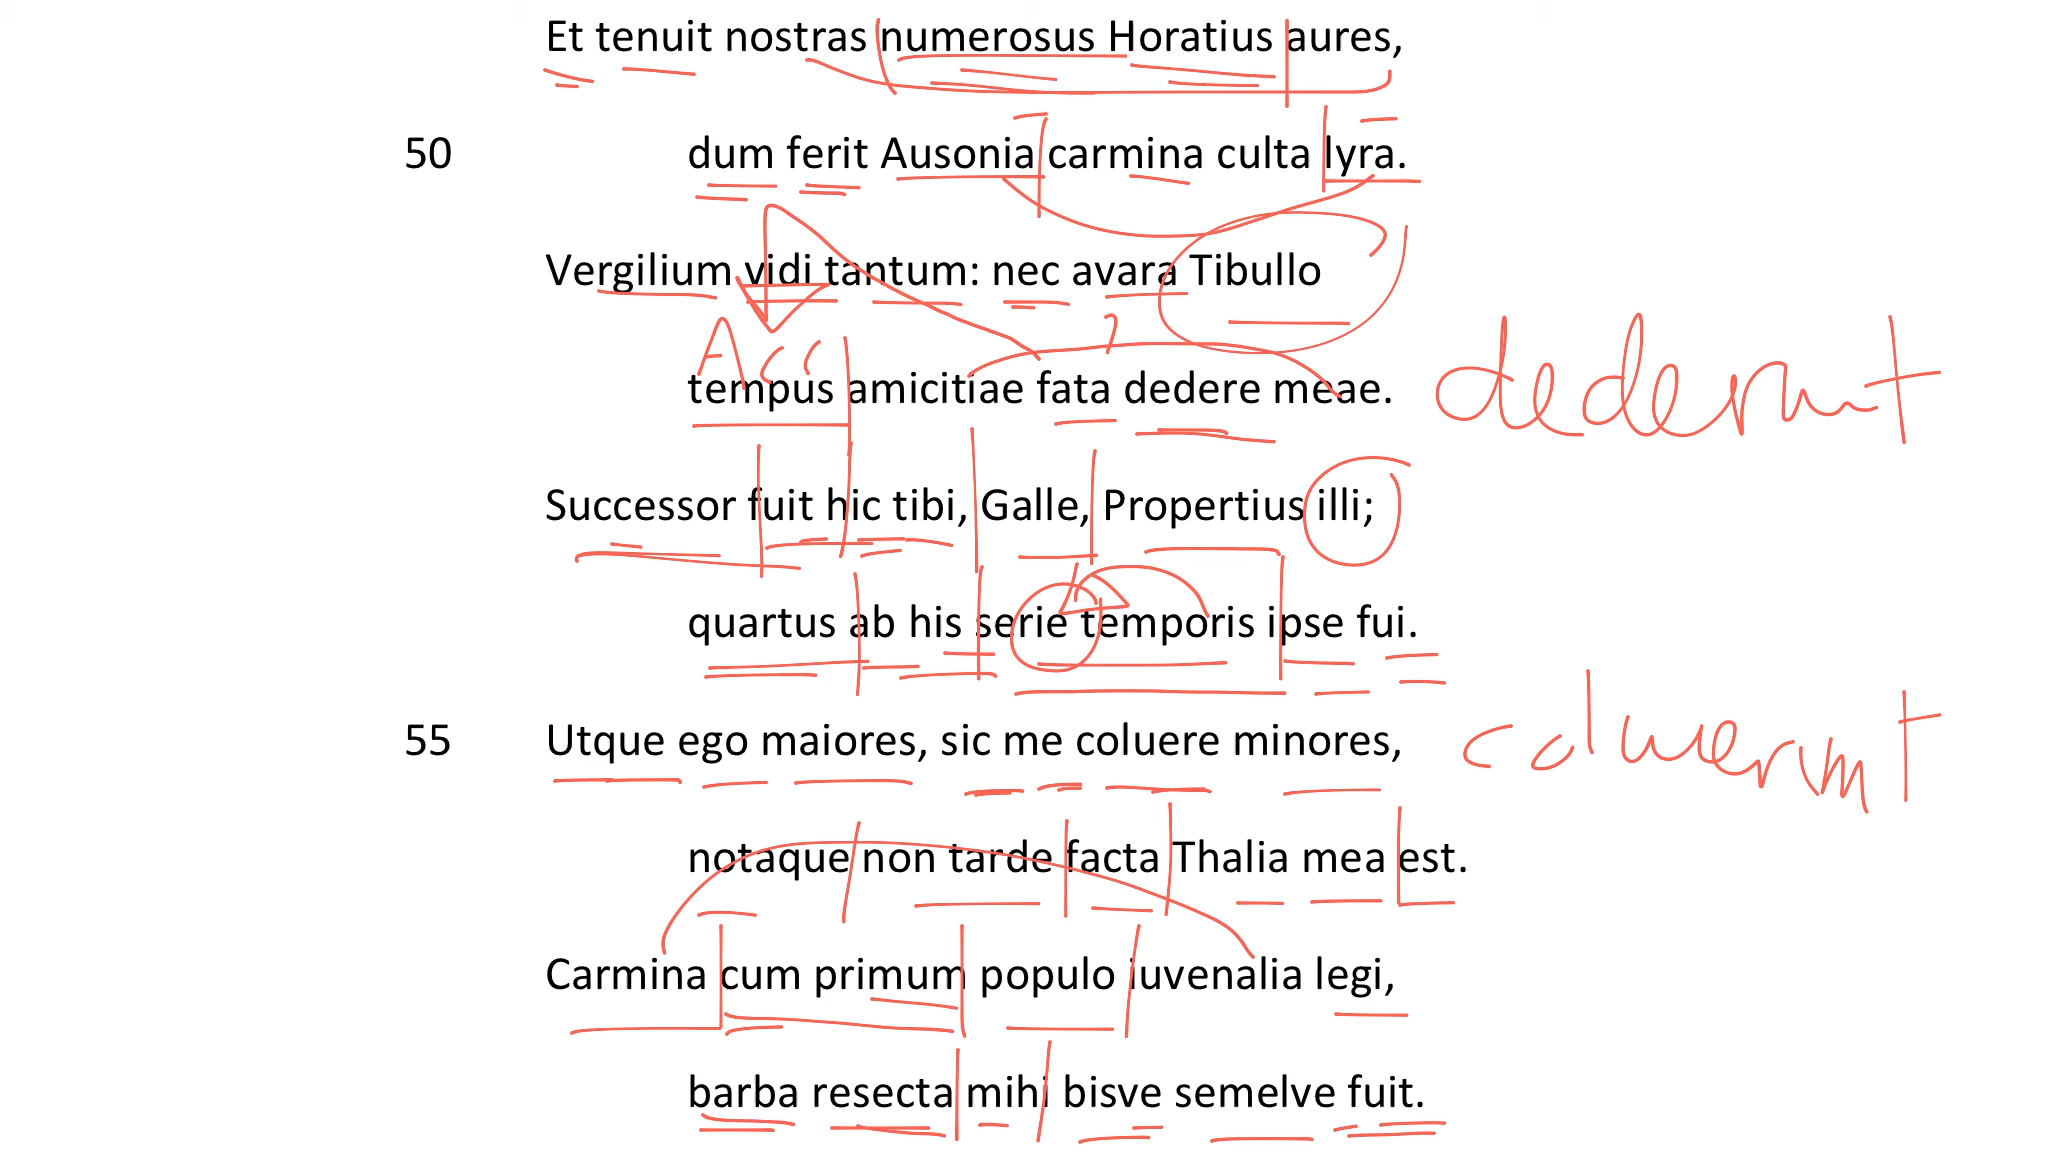 Et tenuit nostras numerosus Horatius aures,
50 dum ferit Ausonia carmina culta lyra.
Vergilium vidi tantum: nec avara Tibullo
Acc
tempus amicitiae fata dedere meae. dederunt
Successor fuit hic tibi, Galle, Propertius illi;
quartus ab his serie temporis ipse fui.
55 Utque ego maiores, sic me coluere minores, coluerunt
notaque non tarde facta Thalia mea est.
Carmina cum primum populo iuvenalia legi,
barba resecta mihi bisve semelve fuit.